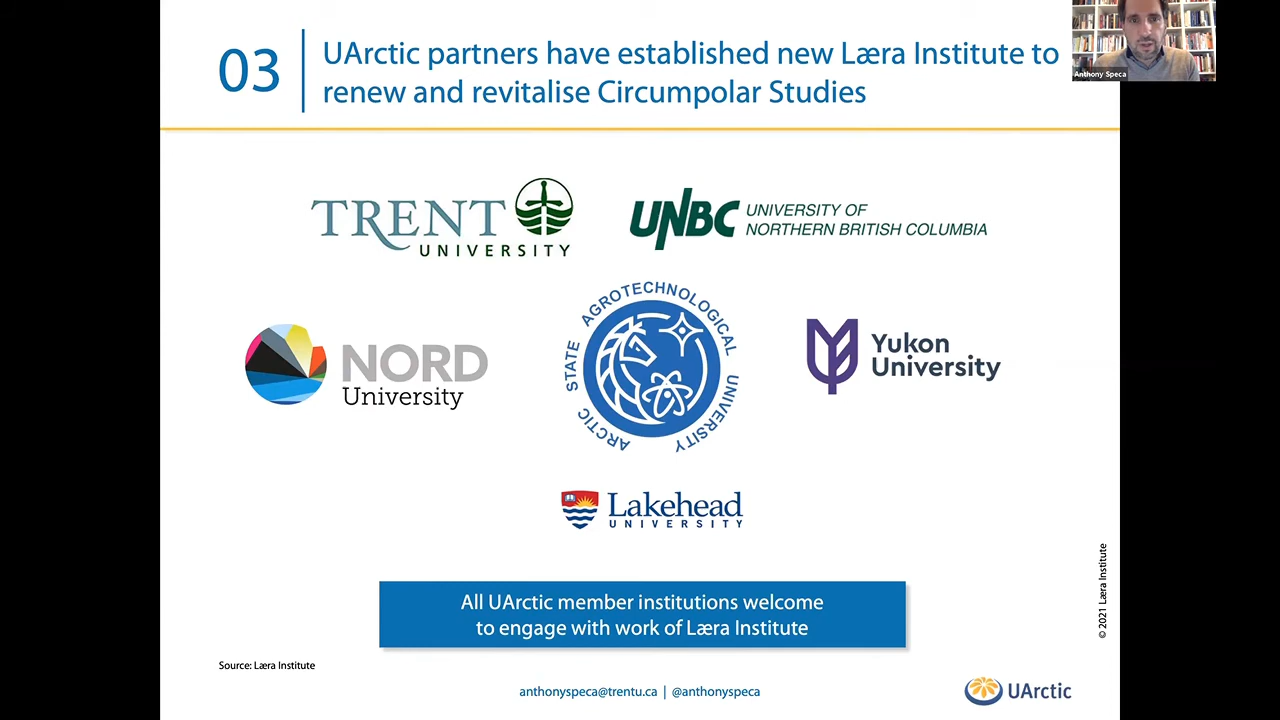 03
UArctic partners have established new Læra Institute to
renew and revitalise Circumpolar Studies
Anthony Speca
TRENT
UNIVERSITY
UNBC
UNIVERSITY OF
NORTHERN BRITISH COLUMBIA
NORD
University
ARCTIC STATE AGROTECHNOLOGICAL UNIVERSITY
Yukon
University
Lakehead
UNIVERSITY
All UArctic member institutions welcome
to engage with work of Læra Institute
© 2021 Læra Institute
Source: Læra Institute
anthonyspeca@trentu.ca | @anthonyspeca
UArctic